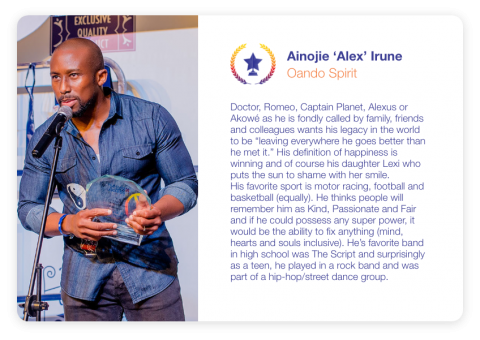 EXCLUSIVE
QUALITY
Ainojie ‘Alex’ Irune
Oando Spirit
Doctor, Romeo, Captain Planet, Alexus or
Akowé as he is fondly called by family, friends
and colleagues wants his legacy in the world
to be “leaving everywhere he goes better than
he met it.” His definition of happiness is
winning and of course his daughter Lexi who
puts the sun to shame with her smile.
His favorite sport is motor racing, football and
basketball (equally). He thinks people will
remember him as Kind, Passionate and Fair
and if he could possess any super power, it
would be the ability to fix anything (mind,
hearts and souls inclusive). He’s favorite band
in high school was The Script and surprisingly
as a teen, he played in a rock band and was
part of a hip-hop/street dance group.